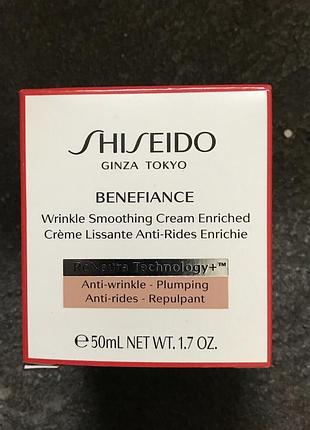 SHISEIDO
GINZA TOKYO
BENEFIANCE
Wrinkle Smoothing Cream Enriched
Crème Lissante Anti-Rides Enrichie
ReNeura Technology+™
Anti-wrinkle - Plumping
Anti-rides - Repulpant
℮50mL NET WT. 1.7 OZ.